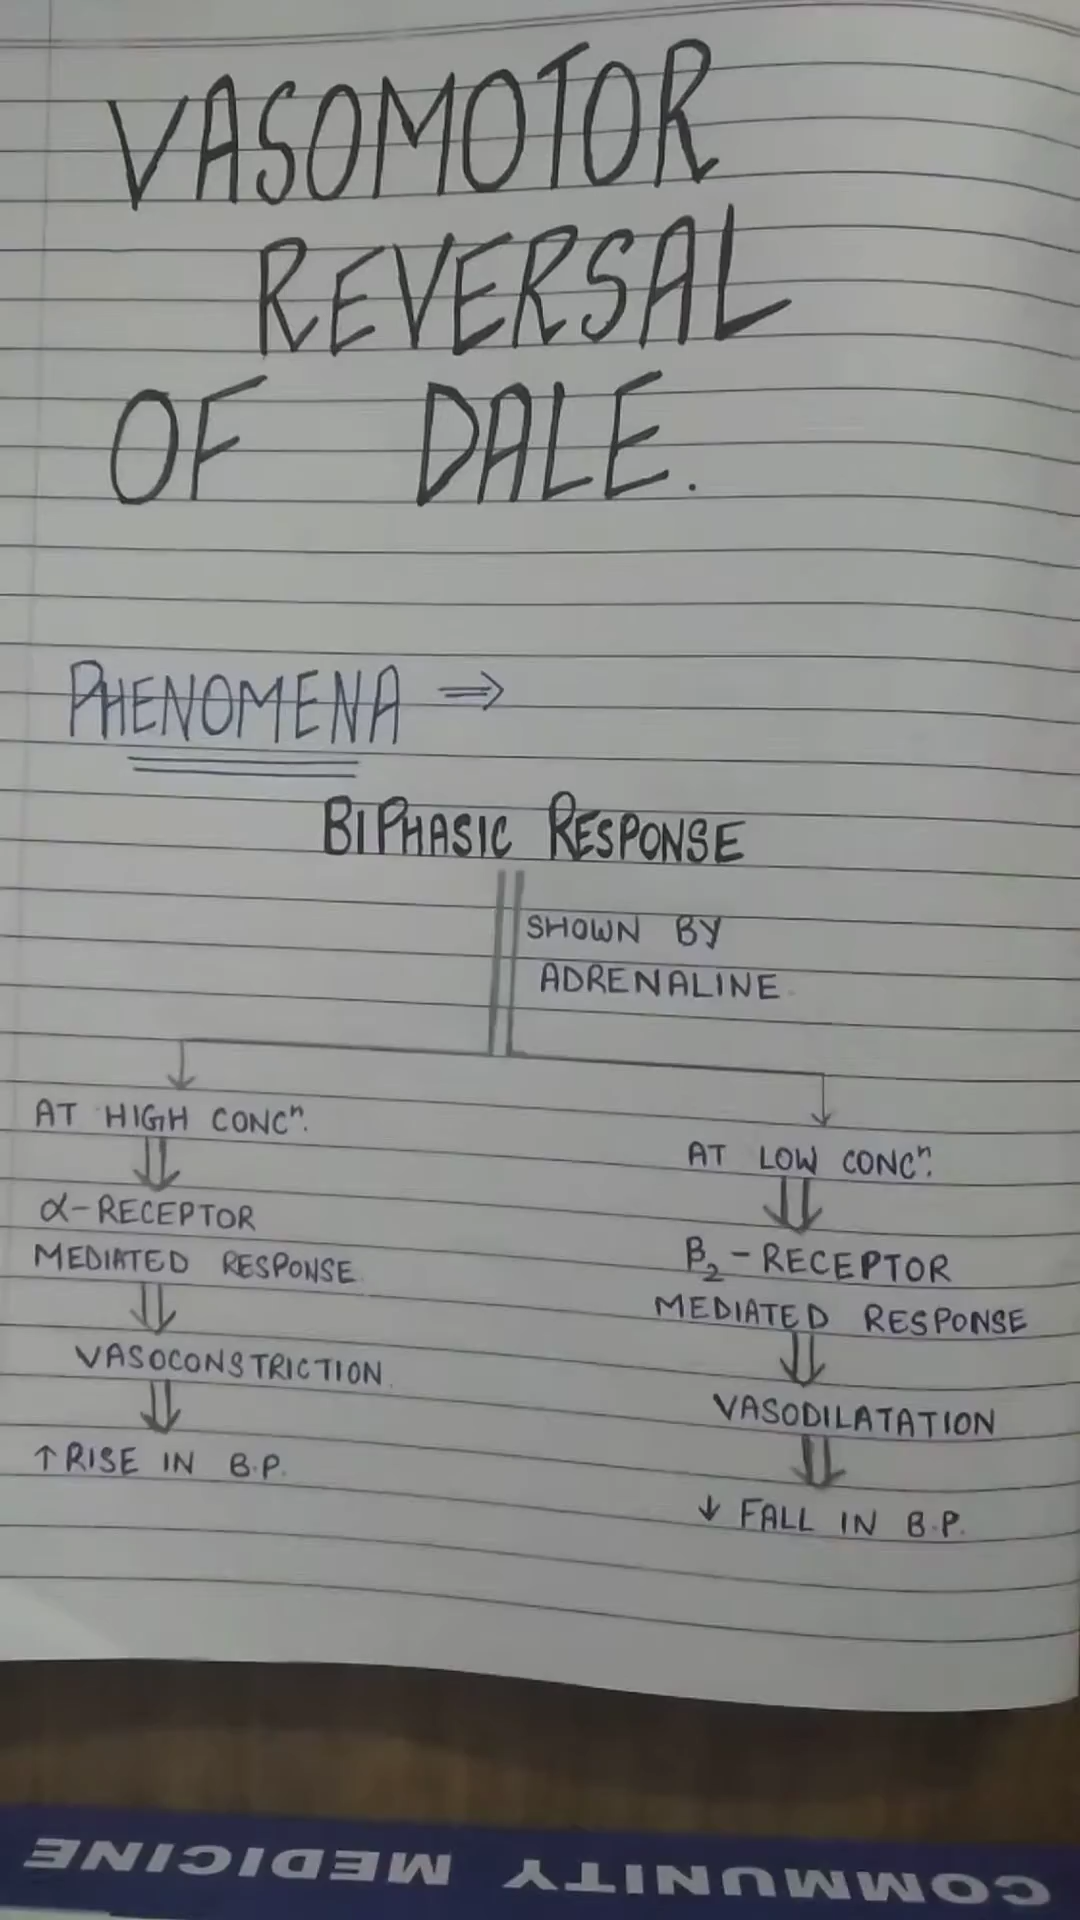 VASOMOTOR
REVERSAL
OF DALE.
PHENOMENA ⇒
BIPHASIC RESPONSE
SHOWN BY
ADRENALINE.
AT HIGH CONCⁿ.
⇓
α-RECEPTOR
MEDIATED RESPONSE.
⇓
VASOCONSTRICTION.
⇓
↑ RISE IN B.P.
AT LOW CONCⁿ.
⇓
β₂-RECEPTOR
MEDIATED RESPONSE
⇓
VASODILATATION
⇓
↓ FALL IN B.P.
COMMUNITY MEDICINE